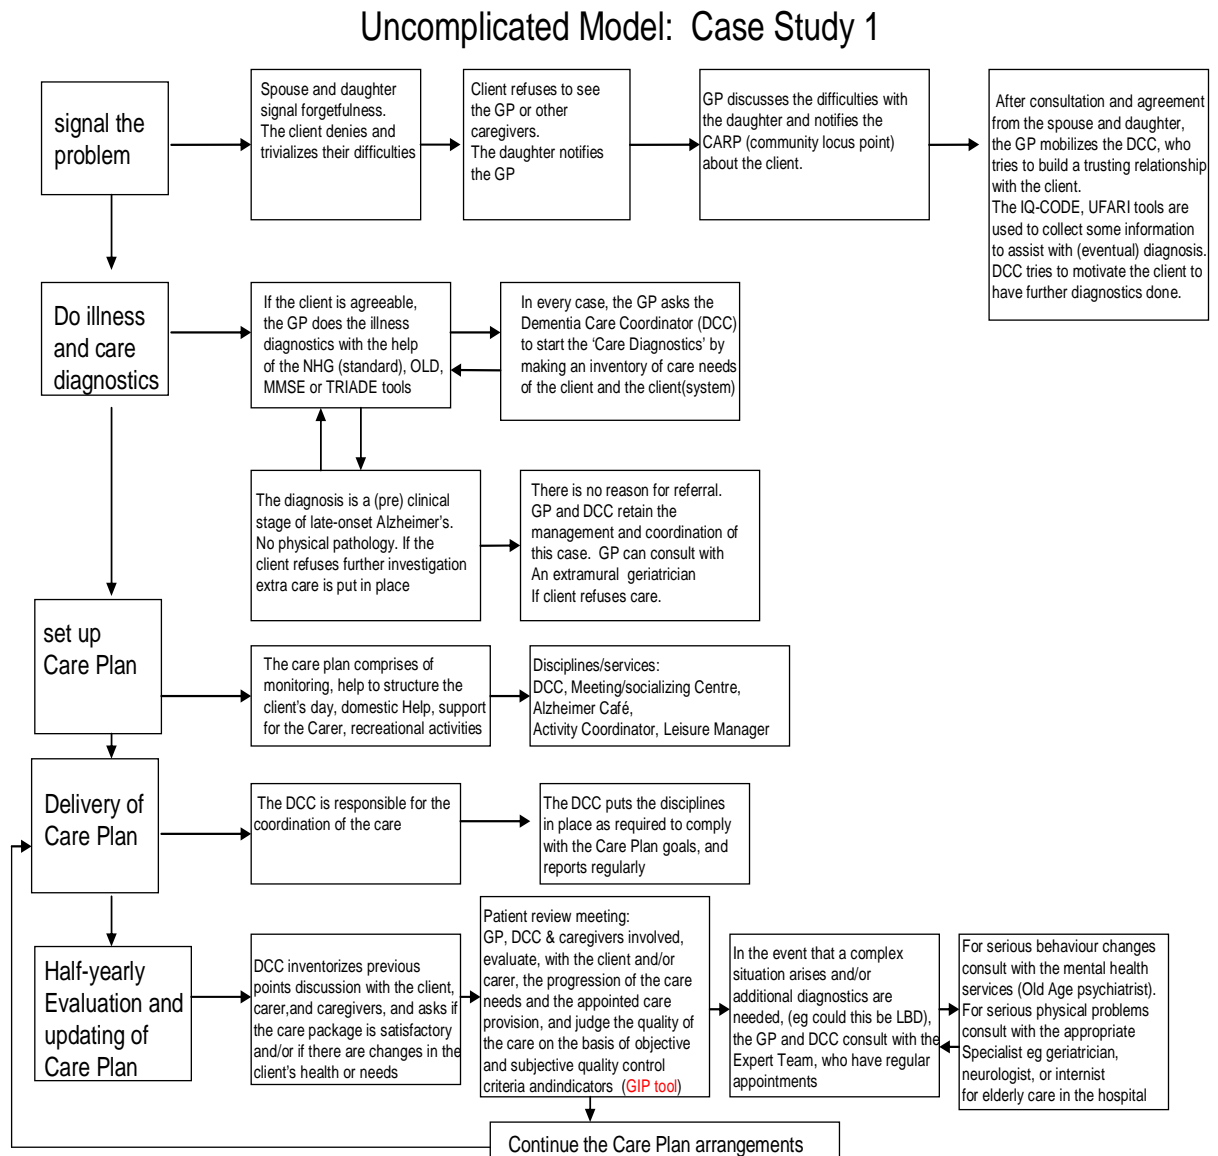 Uncomplicated Model:  Case Study 1
signal the
problem
Spouse and daughter
signal forgetfulness.
The client denies and
trivializes their difficulties
Client refuses to see
the GP or other
caregivers.
The daughter notifies
the GP
GP discusses the difficulties with
the daughter and notifies the
CARP (community locus point)
about the client.
After consultation and agreement
from the spouse and daughter,
the GP mobilizes the DCC, who
tries to build a trusting relationship
with the client.
The IQ-CODE, UFARI tools are
used to collect some information
to assist with (eventual) diagnosis.
DCC tries to motivate the client to
have further diagnostics done.
Do illness
and care
diagnostics
If the client is agreeable,
the GP does the illness
diagnostics with the help
of the NHG (standard), OLD,
MMSE or TRIADE tools
In every case, the GP asks the
Dementia Care Coordinator (DCC)
to start the ‘Care Diagnostics’ by
making an inventory of care needs
of the client and the client(system)
The diagnosis is a (pre) clinical
stage of late-onset Alzheimer's.
No physical pathology. If the
client refuses further investigation
extra care is put in place
There is no reason for referral.
GP and DCC retain the
management and coordination of
this case.  GP can consult with
An extramural  geriatrician
If client refuses care.
set up
Care Plan
The care plan comprises of
monitoring, help to structure the
client's day, domestic Help, support
for the Carer, recreational activities
Disciplines/services:
DCC, Meeting/socializing Centre,
Alzheimer Café,
Activity Coordinator, Leisure Manager
Delivery of
Care Plan
The DCC is responsible for the
coordination of the care
The DCC puts the disciplines
in place as required to comply
with the Care Plan goals, and
reports regularly
Half-yearly
Evaluation and
updating of
Care Plan
DCC inventorizes previous
points discussion with the client,
carer,and caregivers, and asks if
the care package is satisfactory
and/or if there are changes in the
client's health or needs
Patient review meeting:
GP, DCC & caregivers involved,
evaluate, with the client and/or
carer, the progression of the care
needs and the appointed care
provision, and judge the quality of
the care on the basis of objective
and subjective quality control
criteria andindicators  (GIP tool)
In the event that a complex
situation arises and/or
additional diagnostics are
needed, (eg could this be LBD),
the GP and DCC consult with the
Expert Team, who have regular
appointments
For serious behaviour changes
consult with the mental health
services (Old Age psychiatrist).
For serious physical problems
consult with the appropriate
Specialist eg geriatrician,
neurologist, or internist
for elderly care in the hospital
Continue the Care Plan arrangements